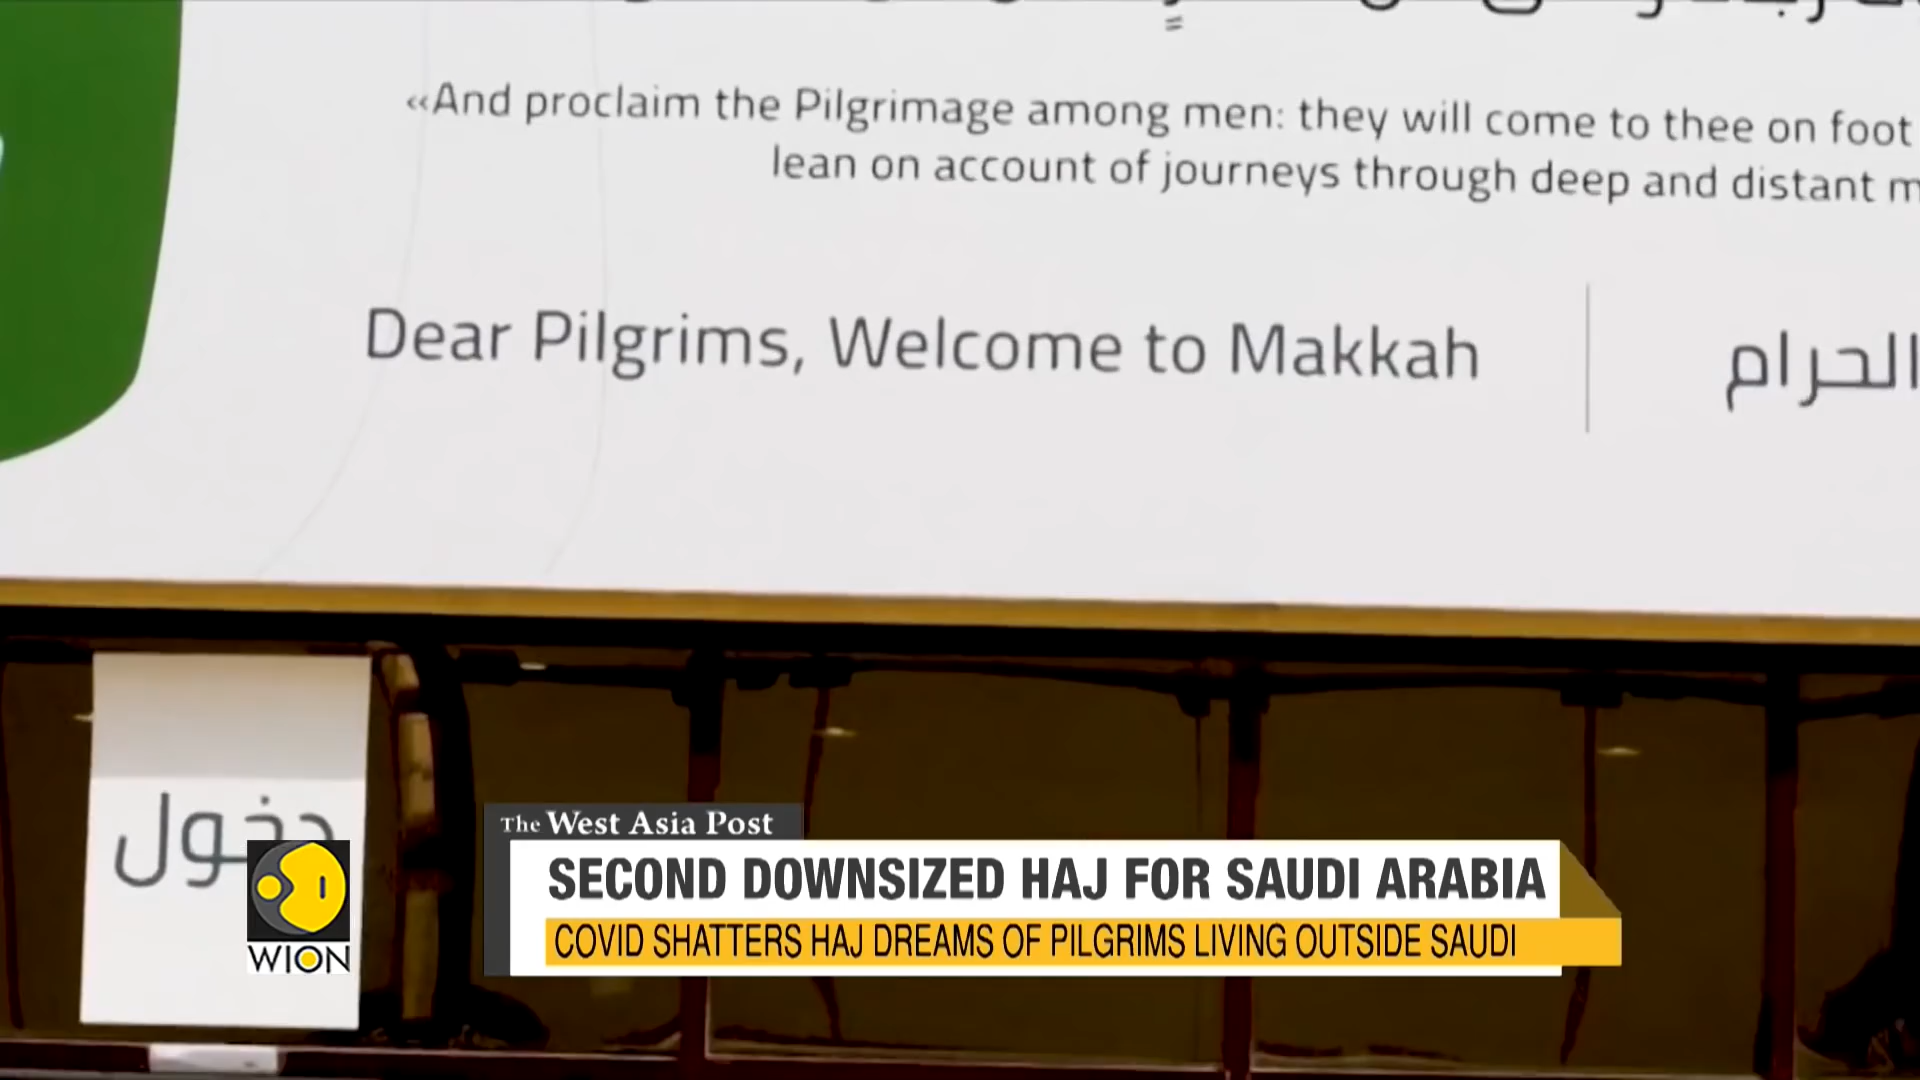 «And proclaim the Pilgrimage among men: they will come to thee on foot
lean on account of journeys through deep and distant
Dear Pilgrims, Welcome to Makkah
الحرام
دخول
The West Asia Post
SECOND DOWNSIZED HAJ FOR SAUDI ARABIA
COVID SHATTERS HAJ DREAMS OF PILGRIMS LIVING OUTSIDE SAUDI
WION